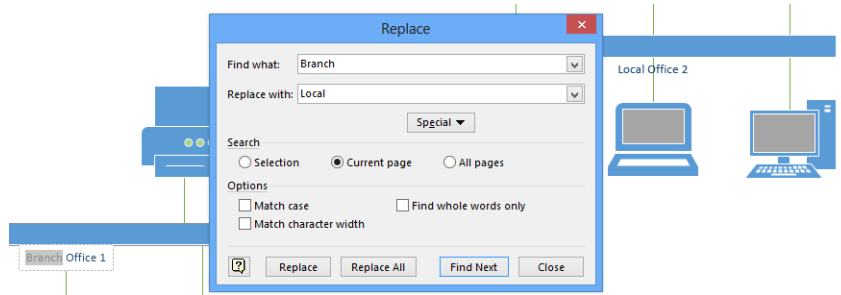 Replace
Find what: Branch
Replace with: Local
Special
Search
Selection Current page All pages
Options
Match case Find whole words only
Match character width
Replace Replace All Find Next Close
Local Office 2
Branch Office 1